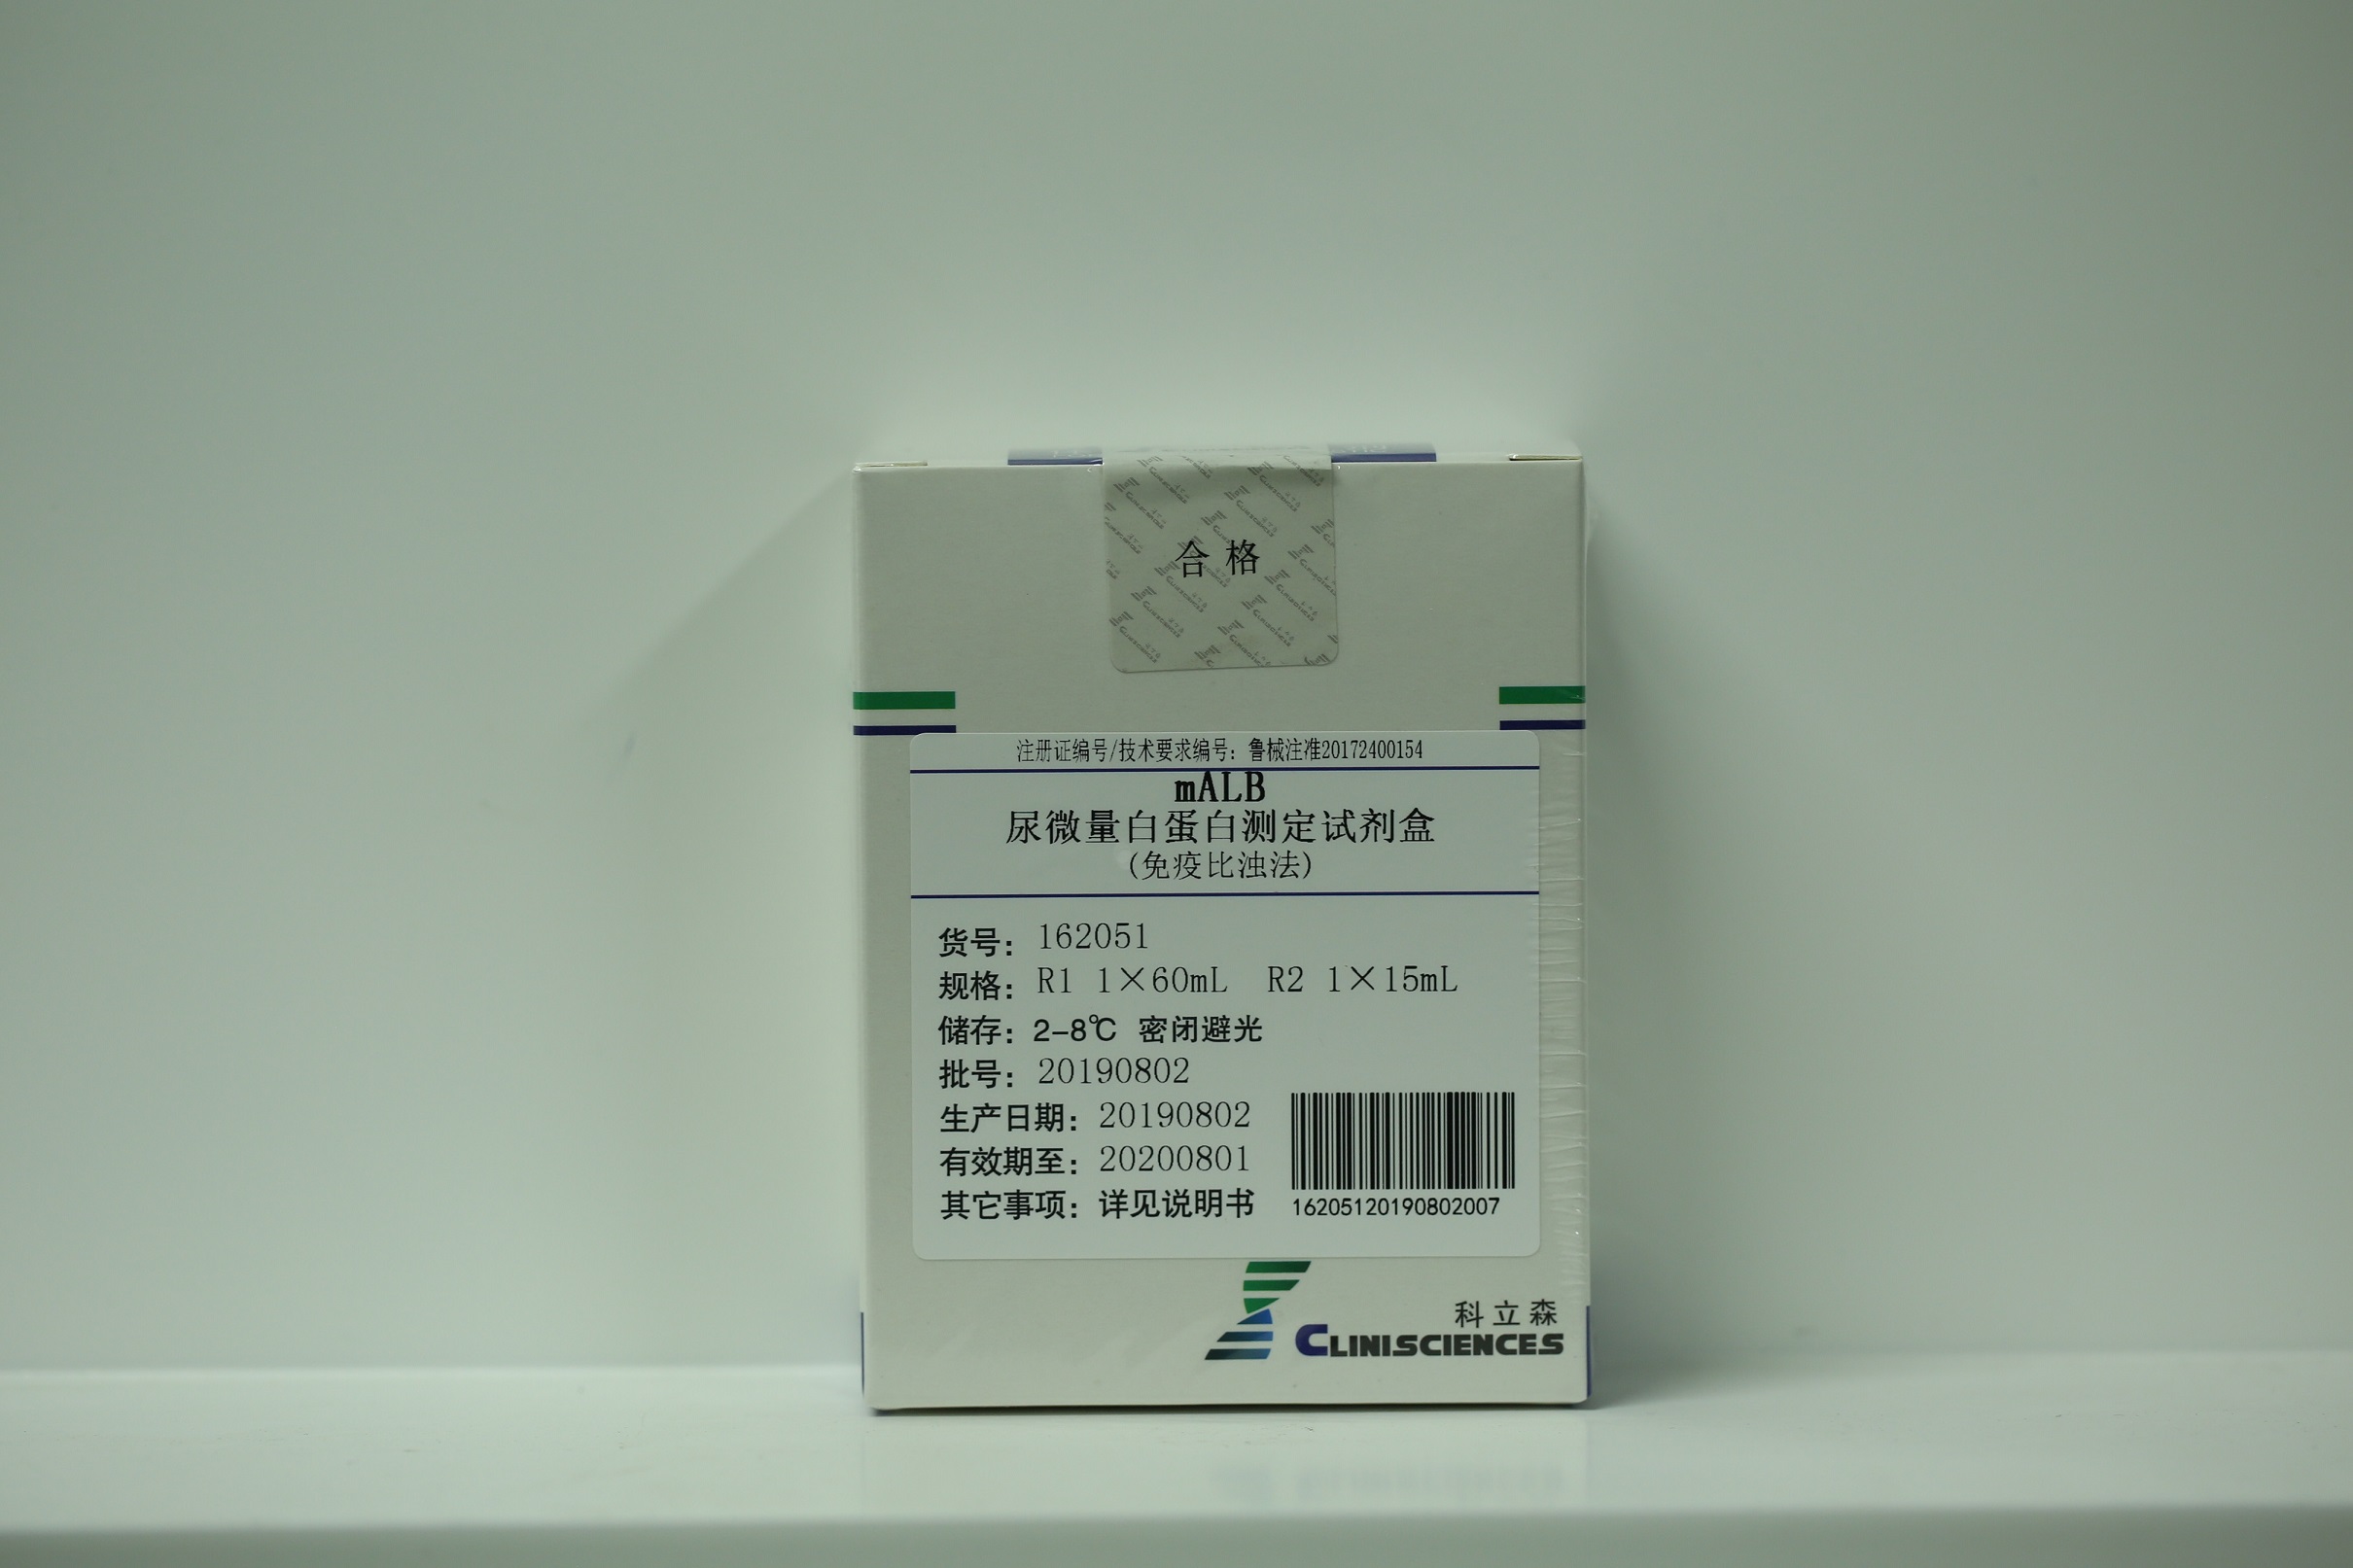 合格
注册证编号/技术要求编号：鲁械注准20172400154
mALB
尿微量白蛋白测定试剂盒
(免疫比浊法)
货号：162051
规格：R1 1×60mL R2 1×15mL
储存：2-8℃ 密闭避光
批号：20190802
生产日期：20190802
有效期至：20200801
其它事项：详见说明书
16205120190802007
科立森
CLINISCIENCES